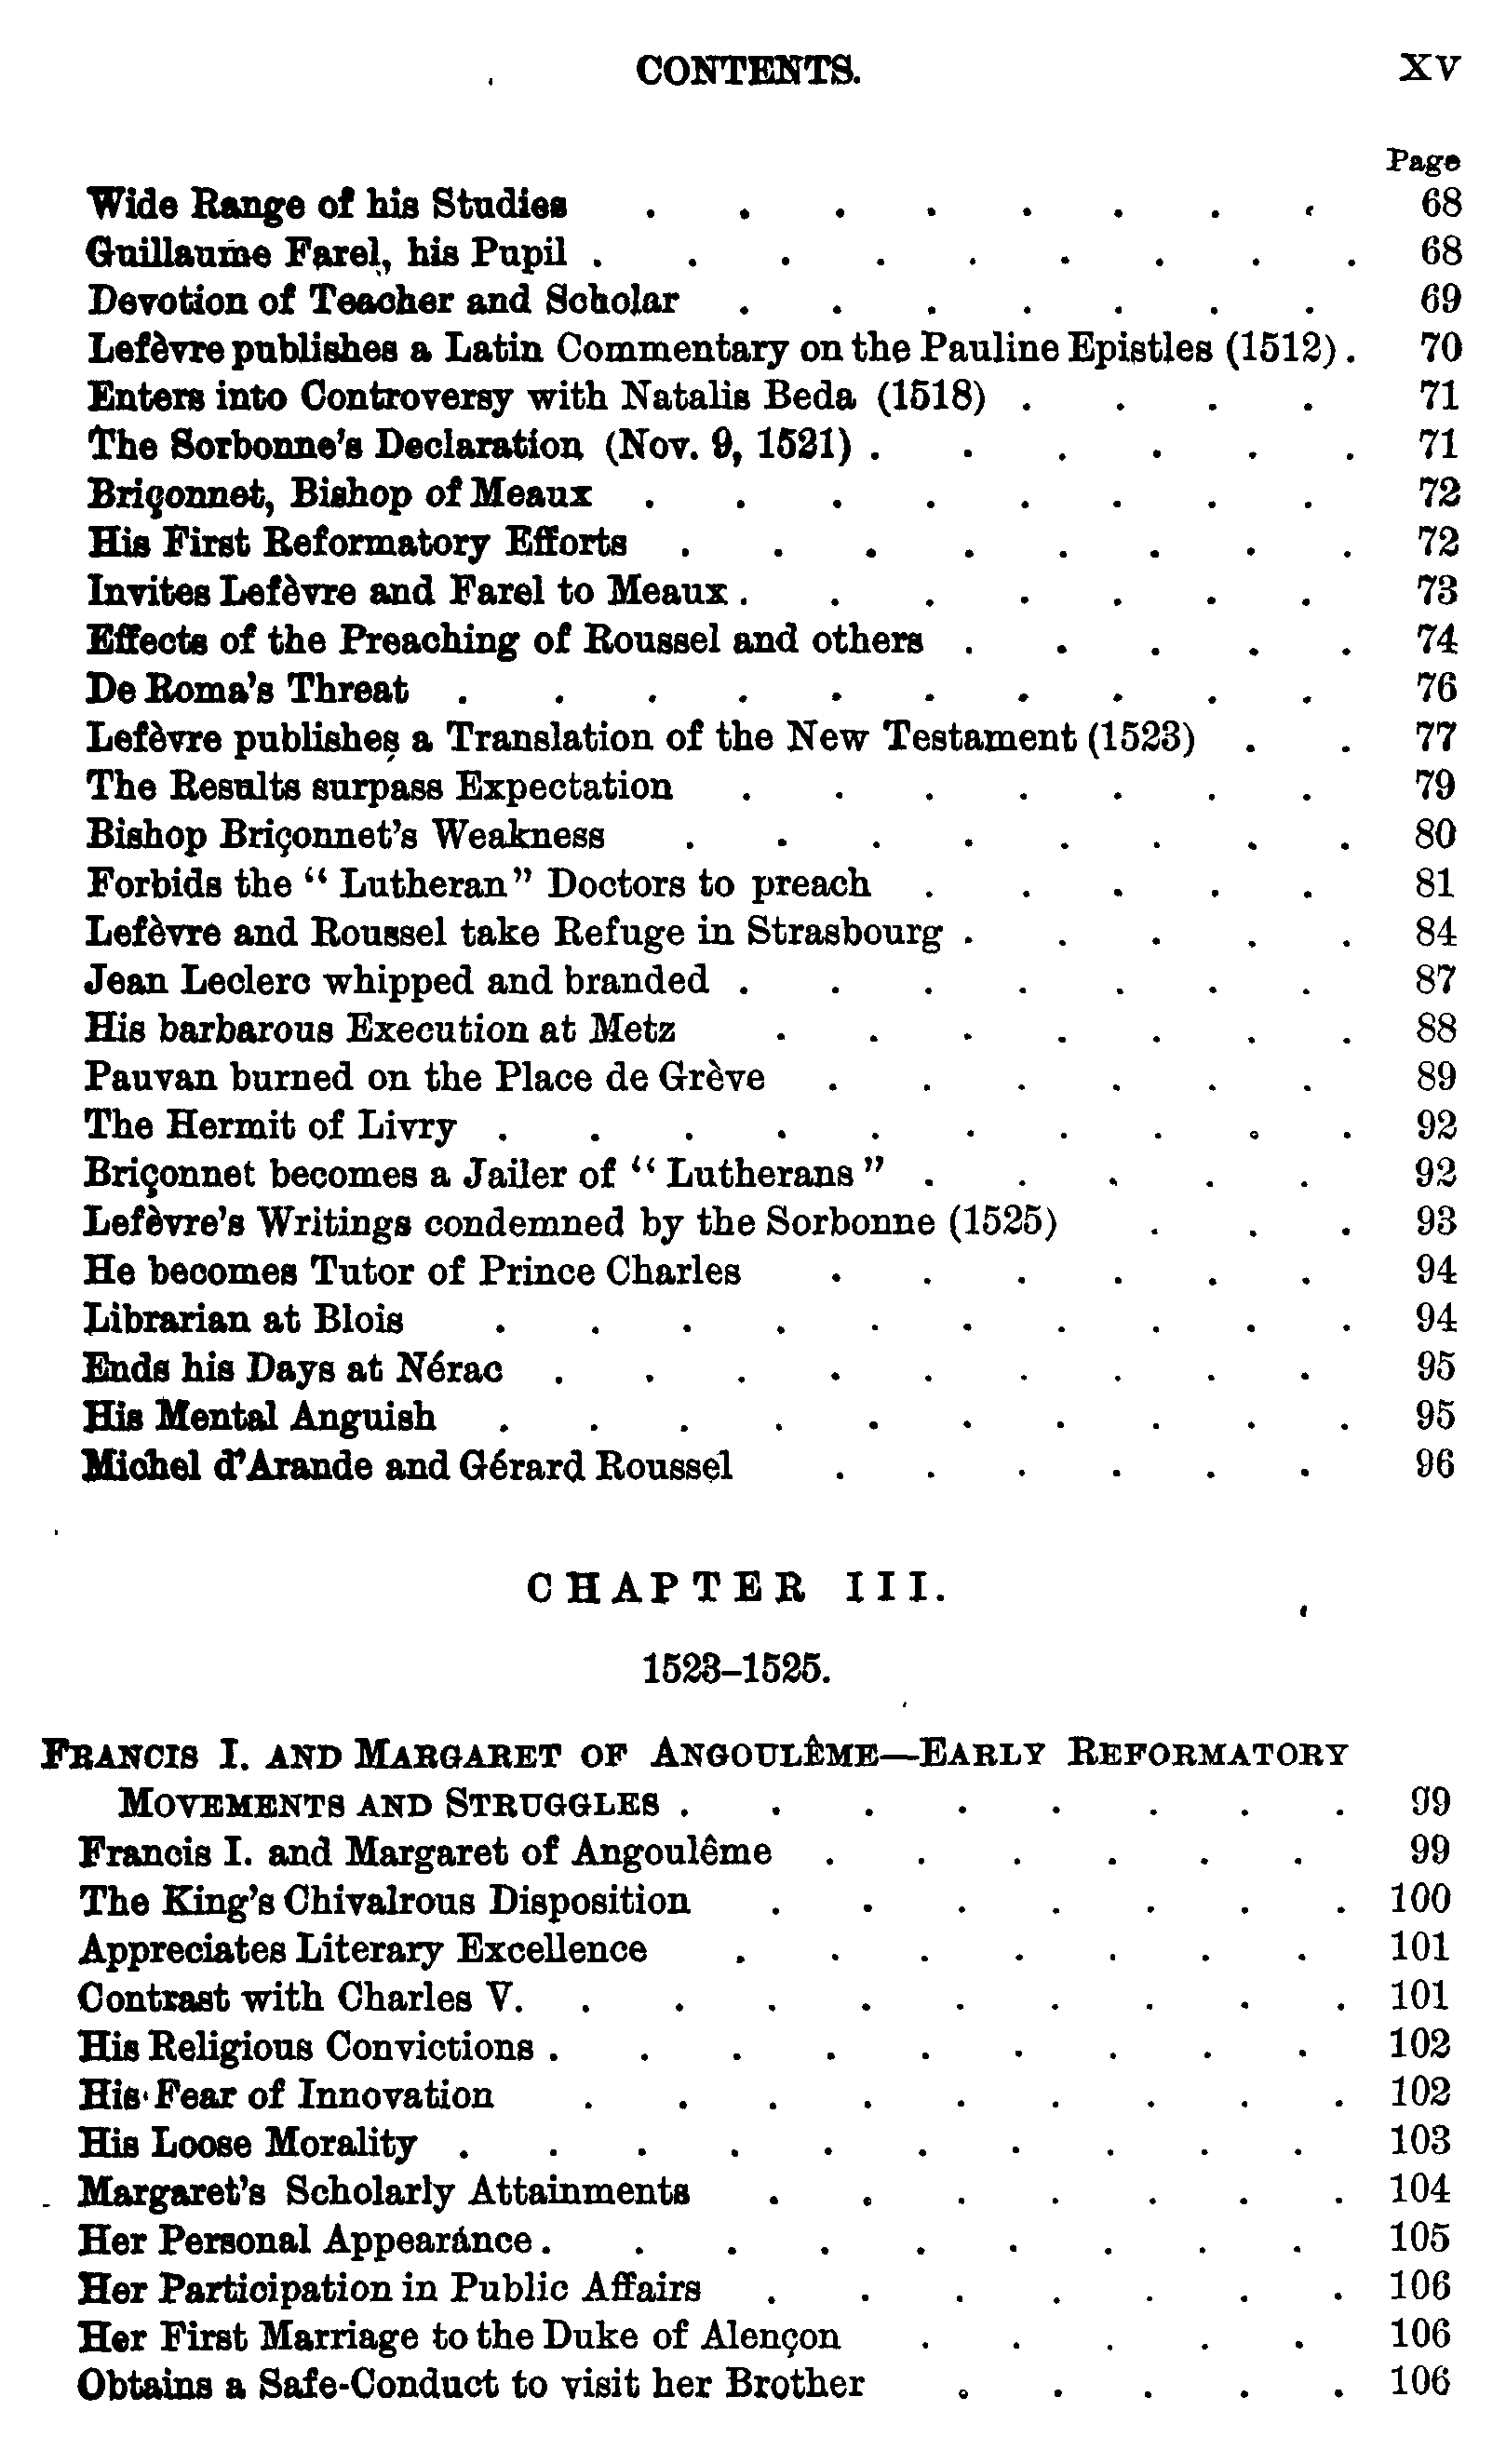 CONTENTS. XV
Page
Wide Range of his Studies . . . . . . . . 68
Guillaume Farel, his Pupil . . . . . . . . . 68
Devotion of Teacher and Scholar . . . . . . . 69
Lefèvre publishes a Latin Commentary on the Pauline Epistles (1512) . 70
Enters into Controversy with Natalis Beda (1518) . . . . 71
The Sorbonne's Declaration (Nov. 9, 1521) . . . . . . 71
Briçonnet, Bishop of Meaux . . . . . . . . 72
His First Reformatory Efforts . . . . . . . . 72
Invites Lefèvre and Farel to Meaux . . . . . . . 73
Effects of the Preaching of Roussel and others . . . . . 74
De Roma's Threat . . . . . . . . . . 76
Lefèvre publishes a Translation of the New Testament (1523) . . 77
The Results surpass Expectation . . . . . . . 79
Bishop Briçonnet's Weakness . . . . . . . . 80
Forbids the “ Lutheran” Doctors to preach . . . . . 81
Lefèvre and Roussel take Refuge in Strasbourg . . . . . 84
Jean Leclerc whipped and branded . . . . . . . 87
His barbarous Execution at Metz . . . . . . . 88
Pauvan burned on the Place de Grève . . . . . . 89
The Hermit of Livry . . . . . . . . . . 92
Briçonnet becomes a Jailer of “ Lutherans ” . . . . . 92
Lefèvre's Writings condemned by the Sorbonne (1525) . . . 93
He becomes Tutor of Prince Charles . . . . . . 94
Librarian at Blois . . . . . . . . . . 94
Ends his Days at Nérac . . . . . . . . . 95
His Mental Anguish . . . . . . . . . . 95
Michel d'Arande and Gérard Roussel . . . . . . 96
CHAPTER III.
1523–1525.
FRANCIS I. AND MARGARET OF ANGOULÊME—EARLY REFORMATORY
MOVEMENTS AND STRUGGLES . . . . . . . . 99
Francis I. and Margaret of Angoulême . . . . . . 99
The King's Chivalrous Disposition . . . . . . . 100
Appreciates Literary Excellence . . . . . . . 101
Contrast with Charles V. . . . . . . . . . 101
His Religious Convictions . . . . . . . . . 102
His Fear of Innovation . . . . . . . . . 102
His Loose Morality . . . . . . . . . . 103
Margaret's Scholarly Attainments . . . . . . . 104
Her Personal Appearance . . . . . . . . . 105
Her Participation in Public Affairs . . . . . . . 106
Her First Marriage to the Duke of Alençon . . . . . 106
Obtains a Safe-Conduct to visit her Brother . . . . . 106